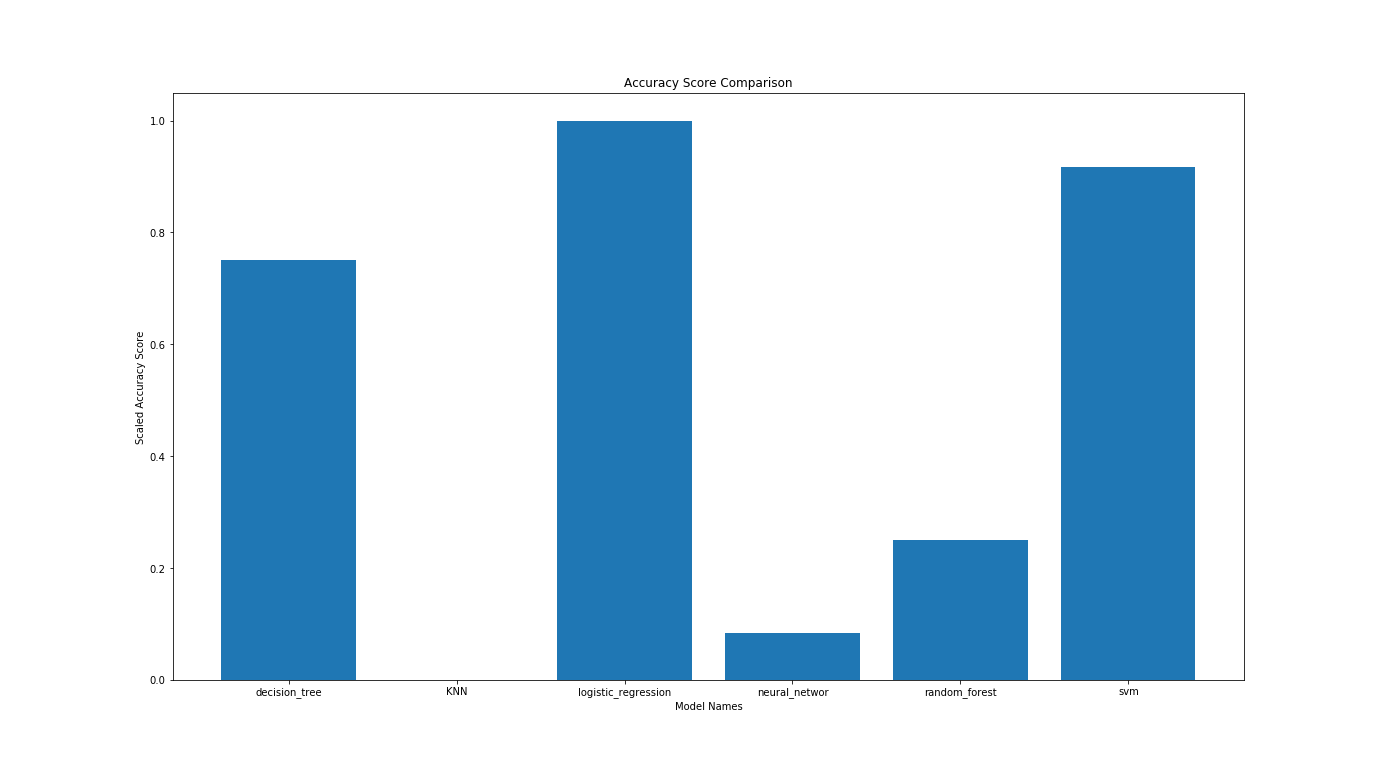 Accuracy Score Comparison
1.0
0.8
0.6
0.4
0.2
0.0
Scaled Accuracy Score
decision_tree KNN logistic_regression neural_networ random_forest svm
Model Names